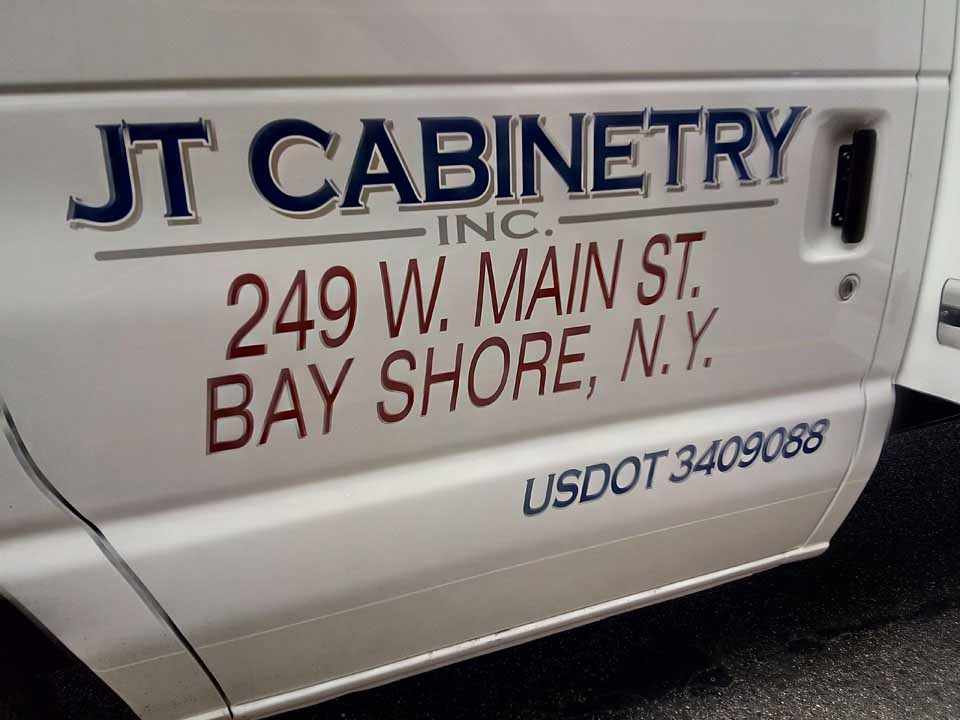 JT CABINETRY
INC.
249 W. MAIN ST.
BAY SHORE, N.Y.
USDOT 3409088